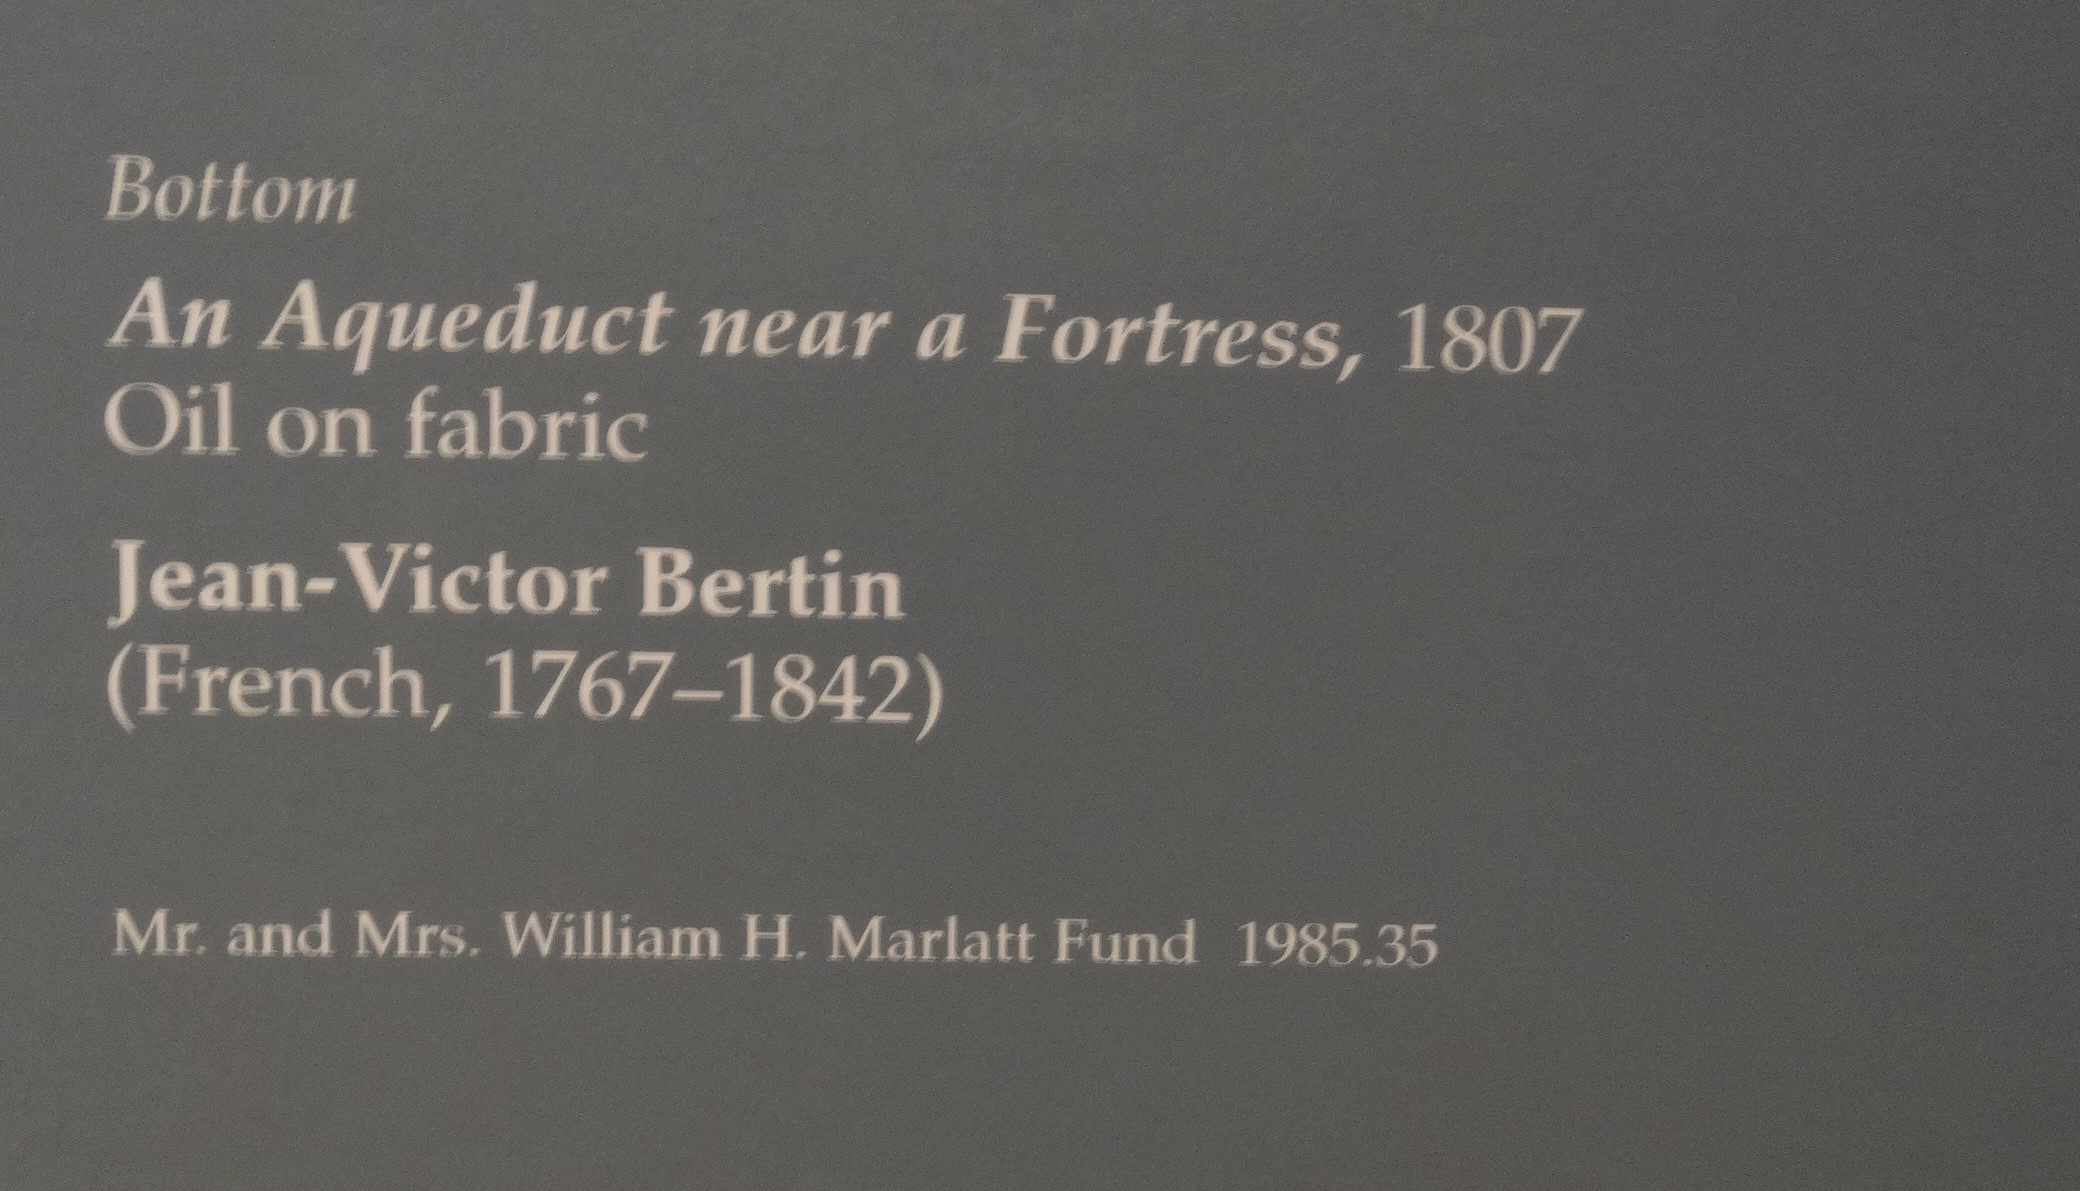 Bottom
An Aqueduct near a Fortress, 1807
Oil on fabric
Jean-Victor Bertin
(French, 1767–1842)
Mr. and Mrs. William H. Marlatt Fund 1985.35